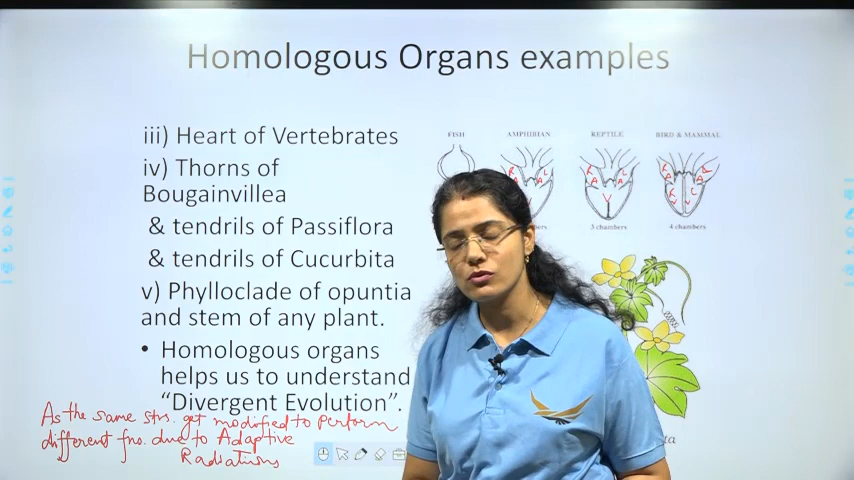 Homologous Organs examples
iii) Heart of Vertebrates
iv) Thorns of
Bougainvillea
& tendrils of Passiflora
& tendrils of Cucurbita
v) Phylloclade of opuntia
and stem of any plant.
• Homologous organs
helps us to understand
“Divergent Evolution”.
As the same strs. get modified to perform
different fns. due to Adaptive
Radiations
FISH AMPHIBIAN REPTILE BIRD & MAMMAL
R L R L R L
A A A A A A
V V R L
V V
3 chambers 4 chambers